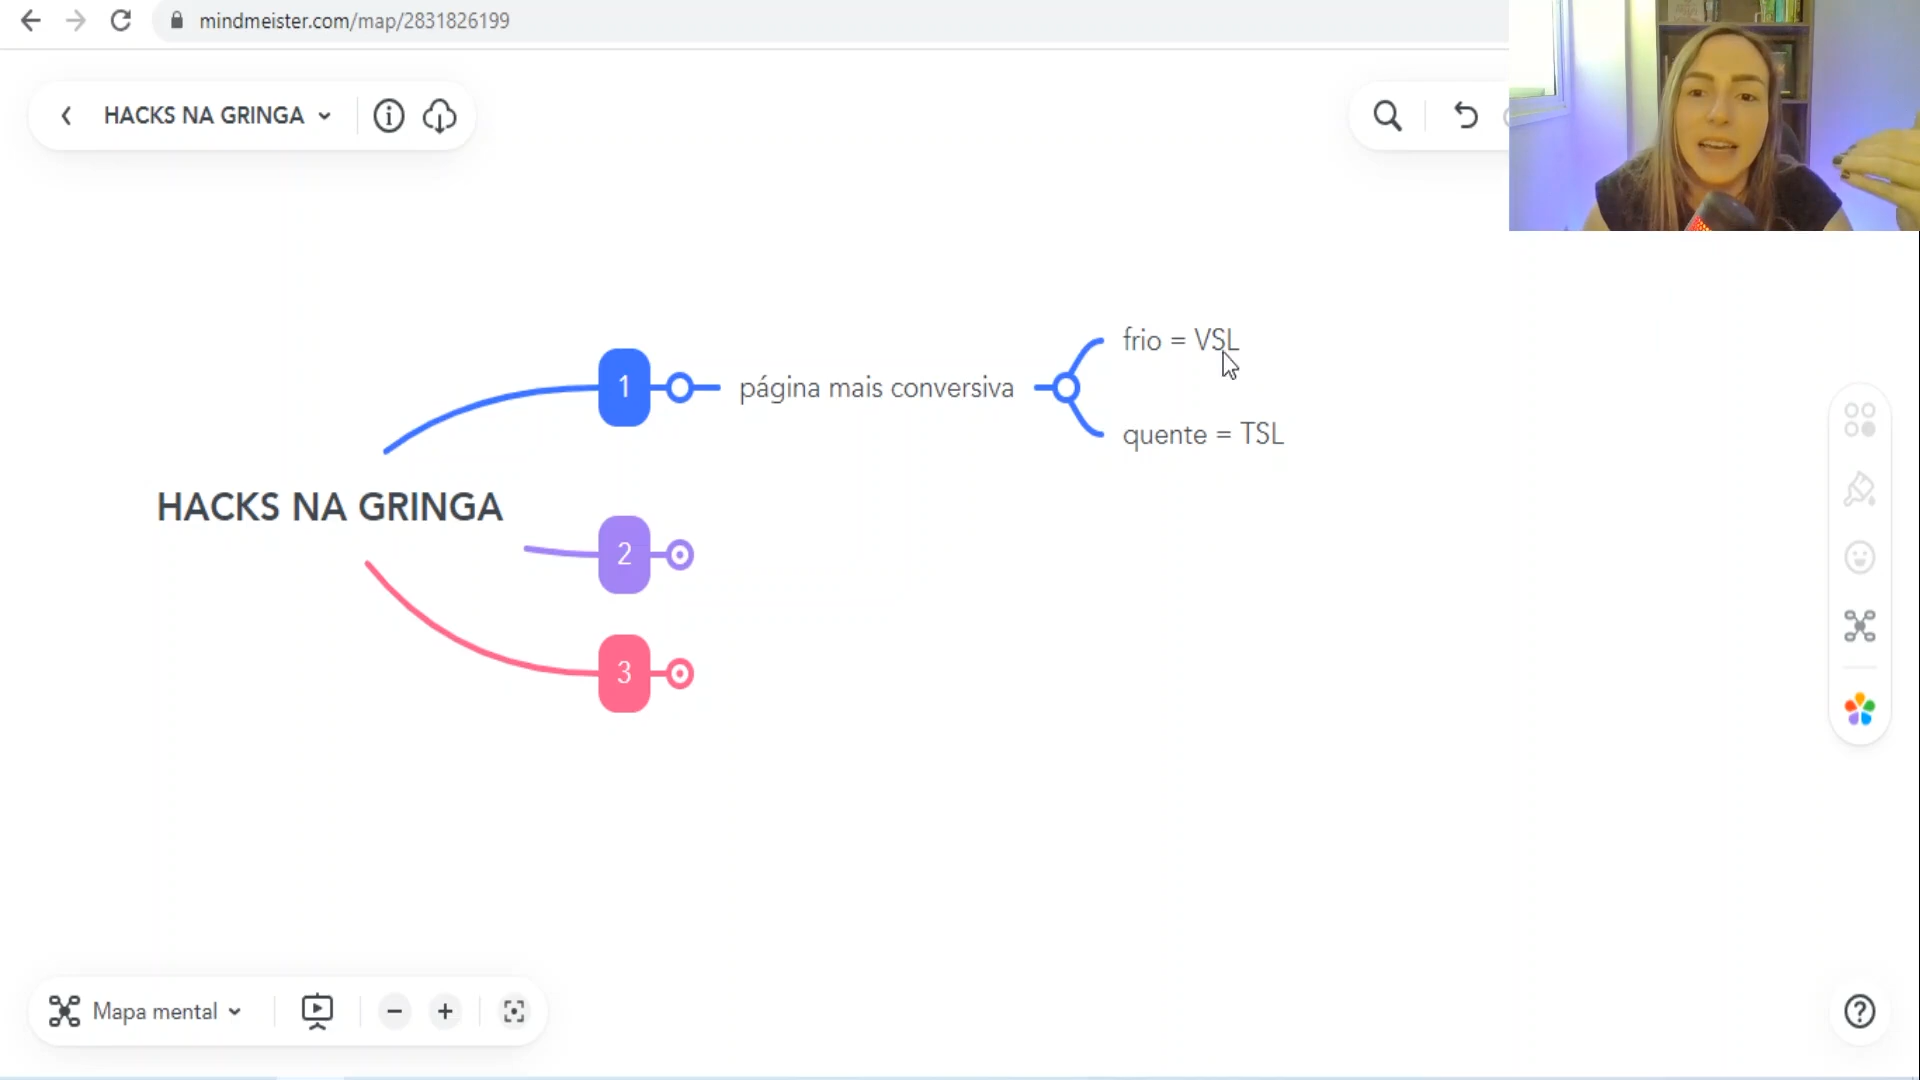 mindmeister.com/map/2831826199
HACKS NA GRINGA
frio = VSL
1
página mais conversiva
quente = TSL
HACKS NA GRINGA
2
3
Mapa mental